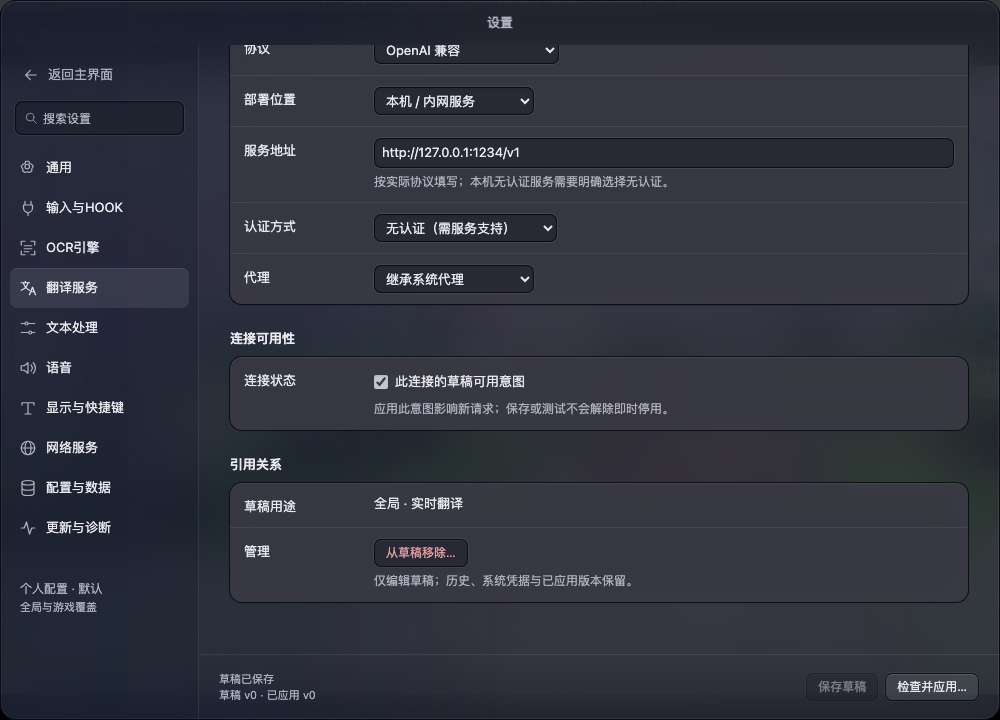 设置
返回主界面
搜索设置
通用
输入与HOOK
OCR引擎
翻译服务
文本处理
语音
显示与快捷键
网络服务
配置与数据
更新与诊断
个人配置 · 默认
全局与游戏覆盖
协议 OpenAI 兼容
部署位置 本机 / 内网服务
服务地址 http://127.0.0.1:1234/v1
按实际协议填写；本机无认证服务需要明确选择无认证。
认证方式 无认证（需服务支持）
代理 继承系统代理
连接可用性
连接状态 此连接的草稿可用意图
应用此意图影响新请求；保存或测试不会解除即时停用。
引用关系
草稿用途 全局 · 实时翻译
管理 从草稿移除...
仅编辑草稿；历史、系统凭据与已应用版本保留。
草稿已保存
草稿 v0 · 已应用 v0
保存草稿 检查并应用...